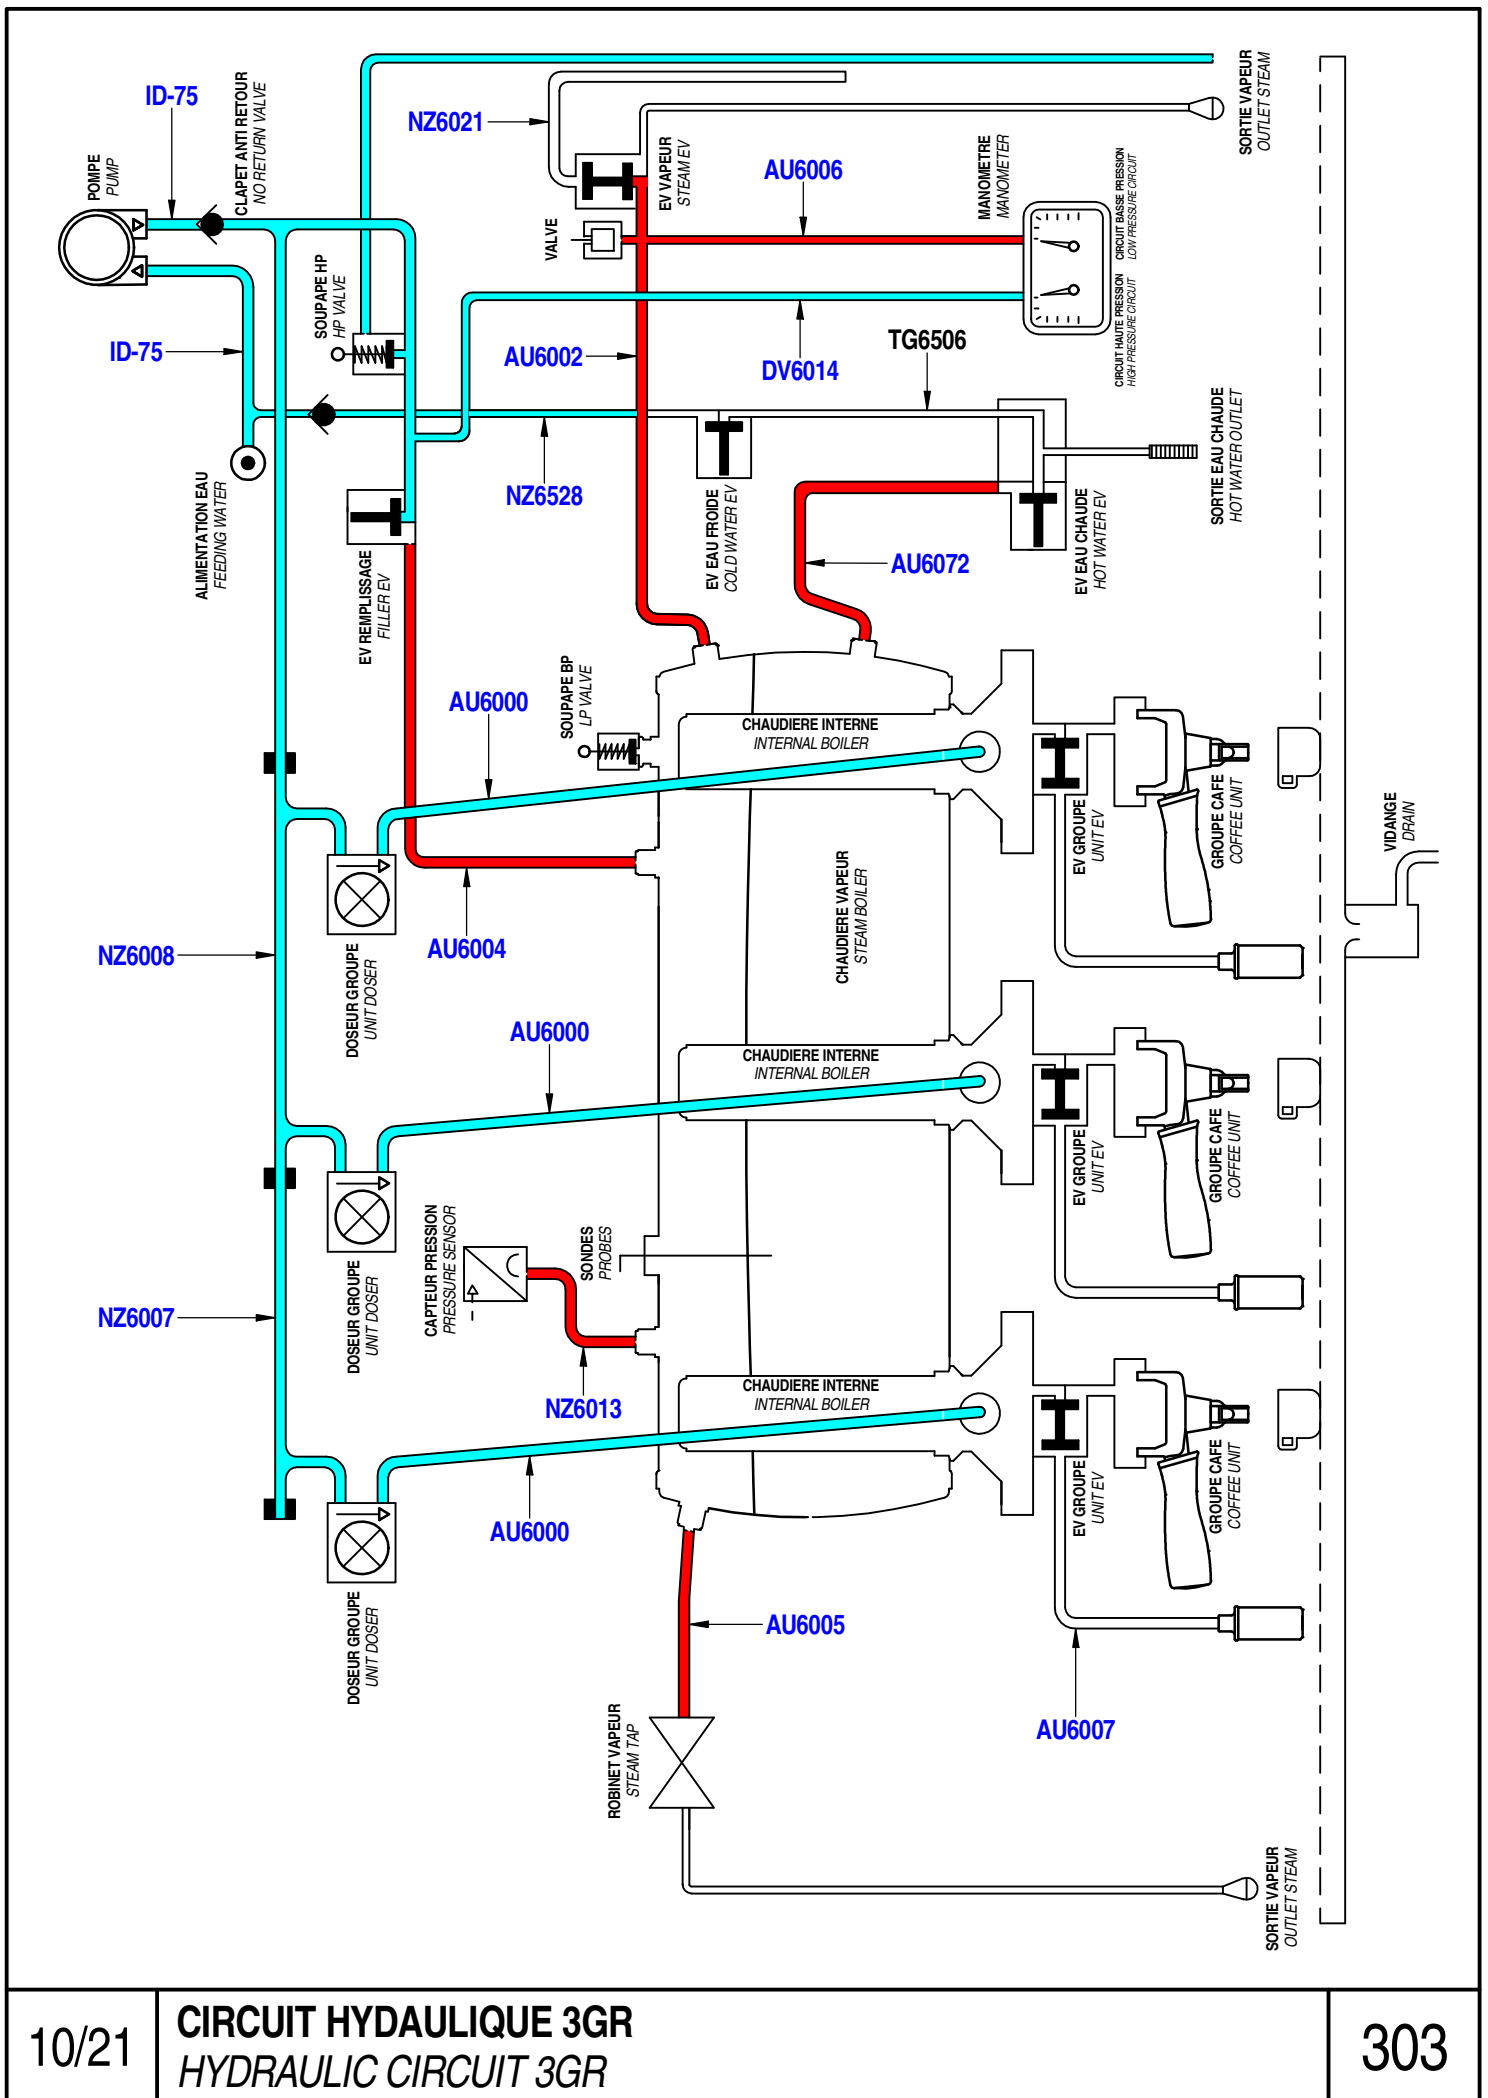 ID-75
CLAPET ANTI RETOUR
NO RETURN VALVE
POMPE
PUMP
NZ6021
EV VAPEUR
STEAM EV
AU6006
MANOMETRE
MANOMETER
CIRCUIT BASSE PRESSION
LOW PRESSURE CIRCUIT
CIRCUIT HAUTE PRESSION
HIGH PRESSURE CIRCUIT
SORTIE VAPEUR
OUTLET STEAM
VALVE
SOUPAPE HP
HP VALVE
ID-75
AU6002
DV6014
TG6506
ALIMENTATION EAU
FEEDING WATER
NZ6528
EV EAU FROIDE
COLD WATER EV
AU6072
EV EAU CHAUDE
HOT WATER EV
SORTIE EAU CHAUDE
HOT WATER OUTLET
EV REMPLISSAGE
FILLER EV
AU6000
SOUPAPE BP
LP VALVE
CHAUDIERE INTERNE
INTERNAL BOILER
EV GROUPE
UNIT EV
GROUPE CAFE
COFFEE UNIT
VIDANGE
DRAIN
CHAUDIERE VAPEUR
STEAM BOILER
NZ6008
DOSEUR GROUPE
UNIT DOSER
AU6004
AU6000
CHAUDIERE INTERNE
INTERNAL BOILER
EV GROUPE
UNIT EV
GROUPE CAFE
COFFEE UNIT
NZ6007
DOSEUR GROUPE
UNIT DOSER
CAPTEUR PRESSION
PRESSURE SENSOR
SONDES
PROBES
NZ6013
CHAUDIERE INTERNE
INTERNAL BOILER
EV GROUPE
UNIT EV
GROUPE CAFE
COFFEE UNIT
AU6000
DOSEUR GROUPE
UNIT DOSER
AU6005
AU6007
ROBINET VAPEUR
STEAM TAP
SORTIE VAPEUR
OUTLET STEAM
10/21
CIRCUIT HYDAULIQUE 3GR
HYDRAULIC CIRCUIT 3GR
303